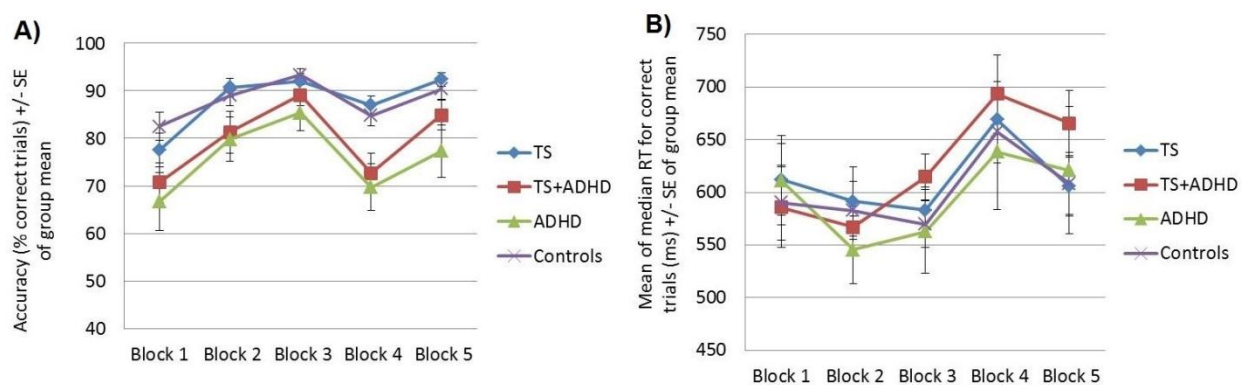 A)
Accuracy (% correct trials) +/- SE
of group mean
100
90
80
70
60
50
40
Block 1 Block 2 Block 3 Block 4 Block 5
TS
TS+ADHD
ADHD
Controls
B)
Mean of median RT for correct
trials (ms) +/- SE of group mean
750
700
650
600
550
500
450
Block 1 Block 2 Block 3 Block 4 Block 5
TS
TS+ADHD
ADHD
Controls